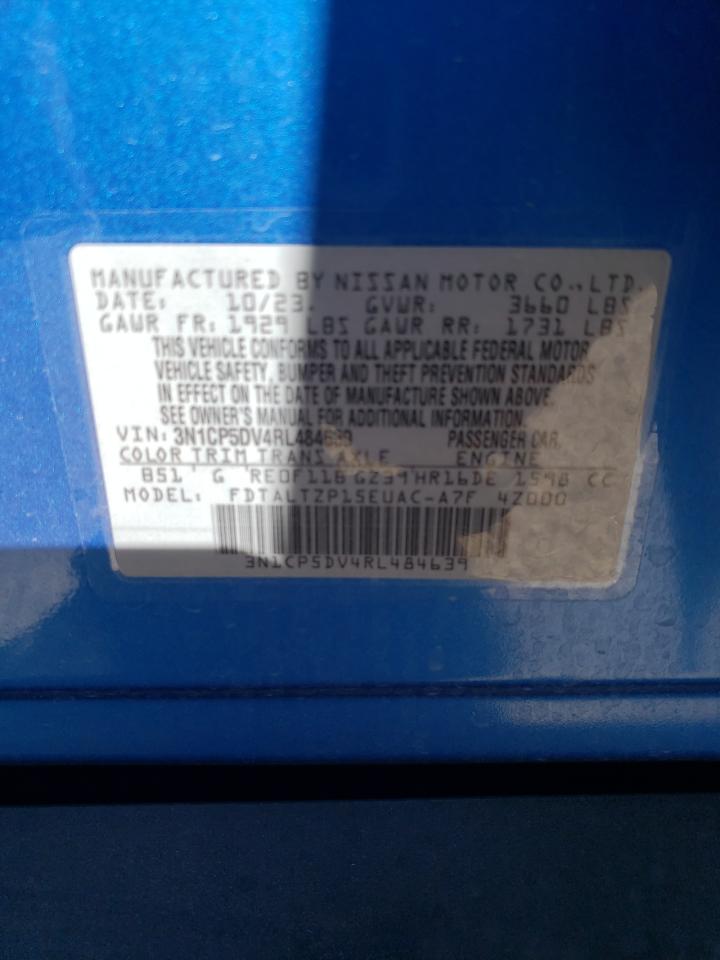 MANUFACTURED BY NISSAN MOTOR CO.,LTD.
DATE: 10/23. GVWR: 3660 LBS
GAWR FR: 1929 LBS GAWR RR: 1731 LBS
THIS VEHICLE CONFORMS TO ALL APPLICABLE FEDERAL MOTOR
VEHICLE SAFETY, BUMPER AND THEFT PREVENTION STANDARDS
IN EFFECT ON THE DATE OF MANUFACTURE SHOWN ABOVE.
SEE OWNER'S MANUAL FOR ADDITIONAL INFORMATION.
VIN: 3N1CP5DV4RL484639 PASSENGER CAR.
COLOR TRIM TRANS AXLE ENGINE
B51 G RE0F11B GZ39 HR16DE 1598 CC
MODEL: FDTALTZP15EUAC-A7F 4Z000
3N1CP5DV4RL484639